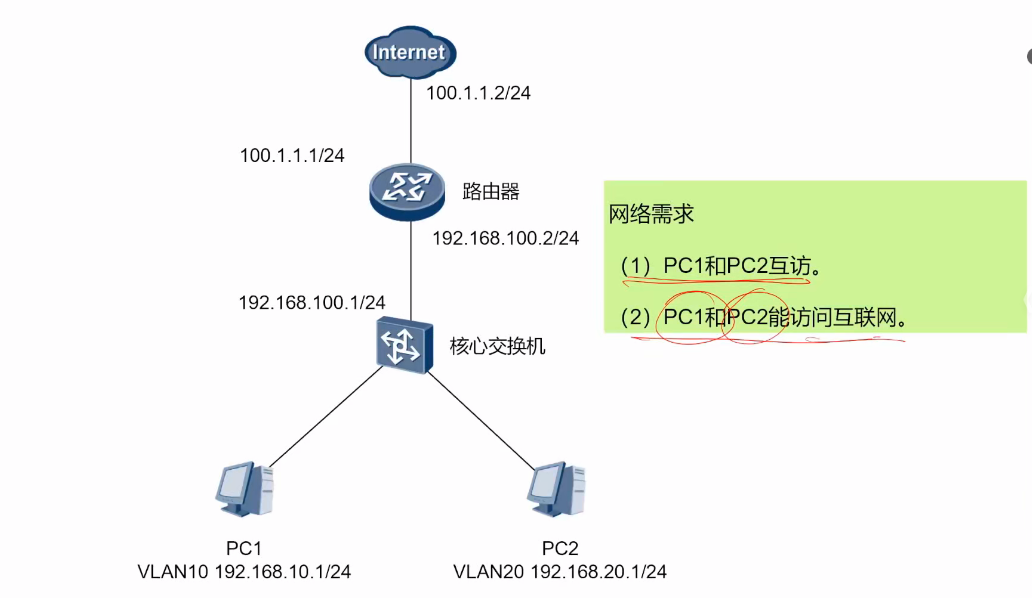 Internet
100.1.1.2/24
100.1.1.1/24
路由器
192.168.100.2/24
192.168.100.1/24
核心交换机
PC1
VLAN10 192.168.10.1/24
PC2
VLAN20 192.168.20.1/24
网络需求
（1）PC1和PC2互访。
（2）PC1和PC2能访问互联网。